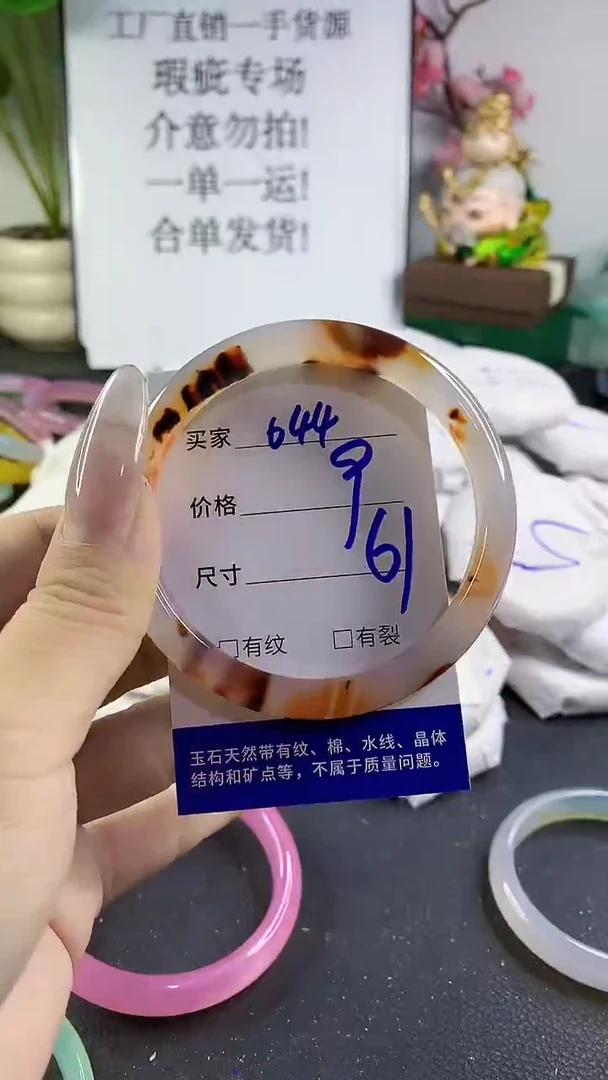 工厂直销一手货源
瑕疵专场
介意勿拍!
一单一运!
合单发货!
买家 644
价格 9
尺寸 61
□有纹 □有裂
玉石天然带有纹、棉、水线、晶体
结构和矿点等，不属于质量问题。